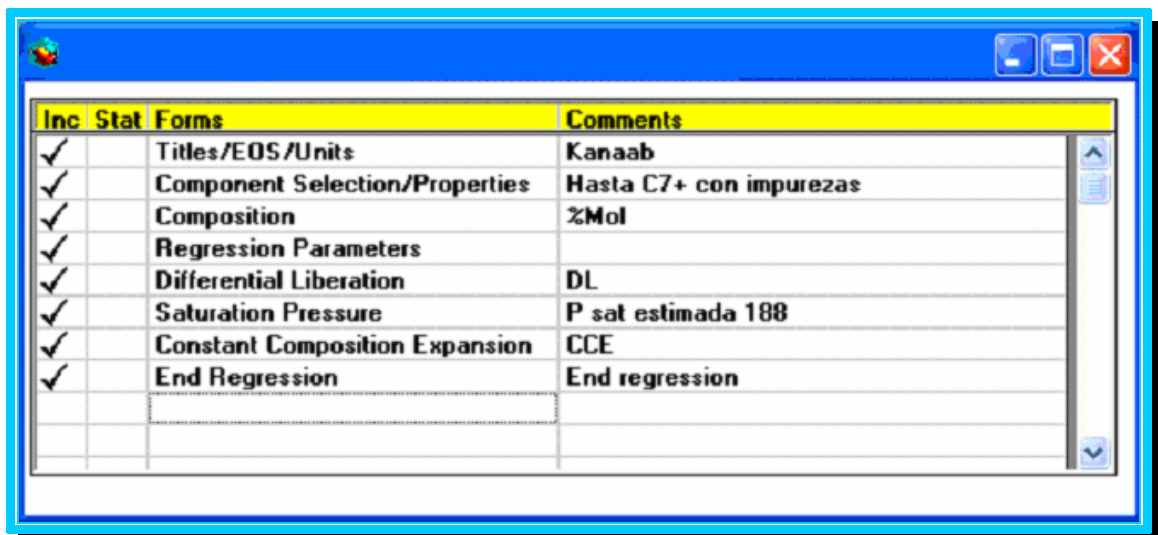 Inc Stat Forms Comments
Titles/EOS/Units Kanaab
Component Selection/Properties Hasta C7+ con impurezas
Composition %Mol
Regression Parameters
Differential Liberation DL
Saturation Pressure P sat estimada 188
Constant Composition Expansion CCE
End Regression End regression